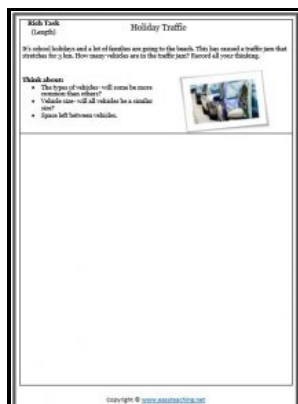 Rich Task
(Length)
Holiday Traffic
It's school holidays and a lot of families are going to the beach. This has caused a traffic jam that
stretches for 3 km. How many vehicles are in the traffic jam? Record all your thinking.
Think about:
• The types of vehicles- will some be more
common than others?
• Vehicle size- will all vehicles be a similar
size?
• Space left between vehicles.
Copyright © www.easyteaching.net